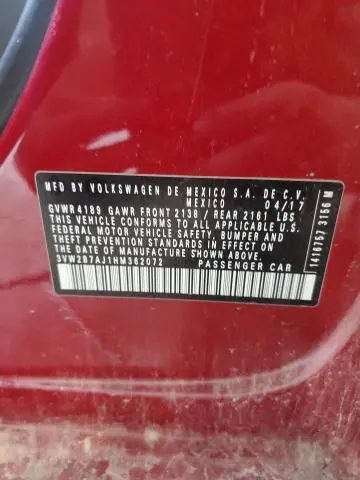 MFD BY VOLKSWAGEN DE MEXICO S.A. DE C.V.
MEXICO 04/17
GVWR 4189 GAWR FRONT 2138 / REAR 2161 LBS
THIS VEHICLE CONFORMS TO ALL APPLICABLE U.S.
FEDERAL MOTOR VEHICLE SAFETY, BUMPER AND
THEFT PREVENTION STANDARDS IN EFFECT ON
THE DATE OF MANUFACTURE SHOWN ABOVE.
3VW2B7AJ1HM382072 PASSENGER CAR
1416757 3156 M